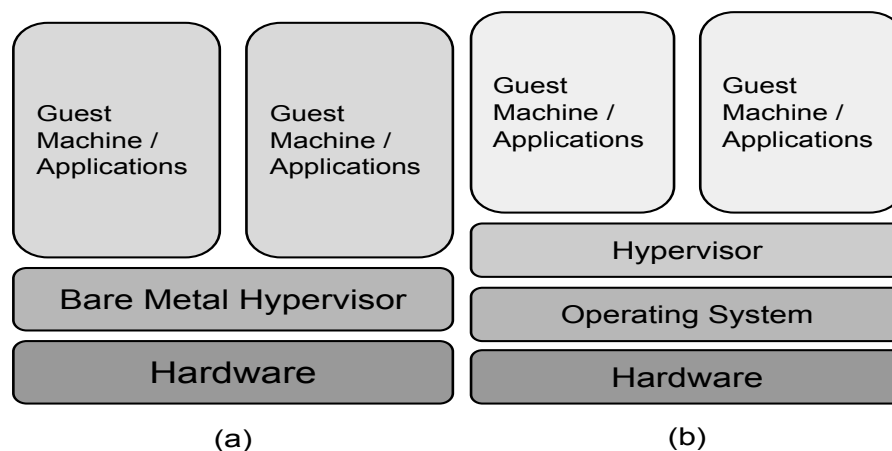 Guest
Machine /
Applications
Guest
Machine /
Applications
Bare Metal Hypervisor
Hardware
(a)
Guest
Machine /
Applications
Guest
Machine /
Applications
Hypervisor
Operating System
Hardware
(b)